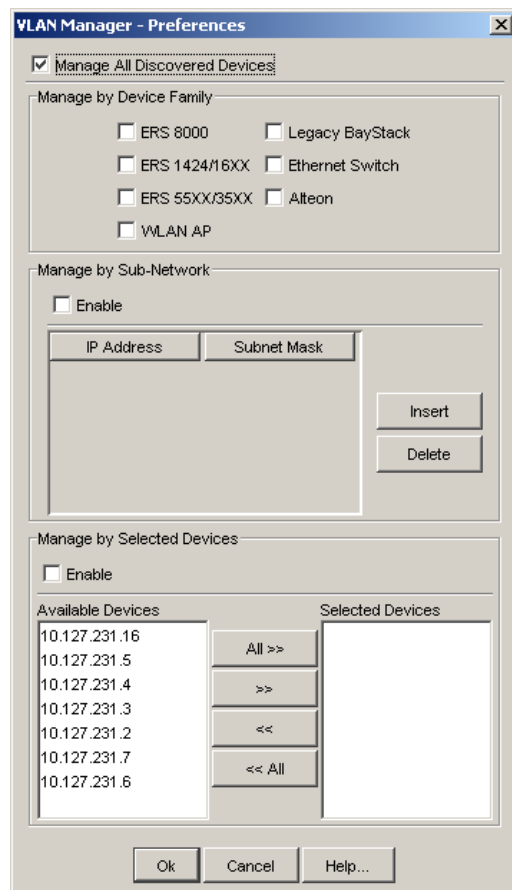 VLAN Manager - Preferences
Manage All Discovered Devices
Manage by Device Family
ERS 8000 Legacy BayStack
ERS 1424/16XX Ethernet Switch
ERS 55XX/35XX Alteon
WLAN AP
Manage by Sub-Network
Enable
IP Address Subnet Mask
Insert
Delete
Manage by Selected Devices
Enable
Available Devices Selected Devices
10.127.231.16
10.127.231.5
10.127.231.4
10.127.231.3
10.127.231.2
10.127.231.7
10.127.231.6
All >>
>>
<<
<< All
Ok Cancel Help...